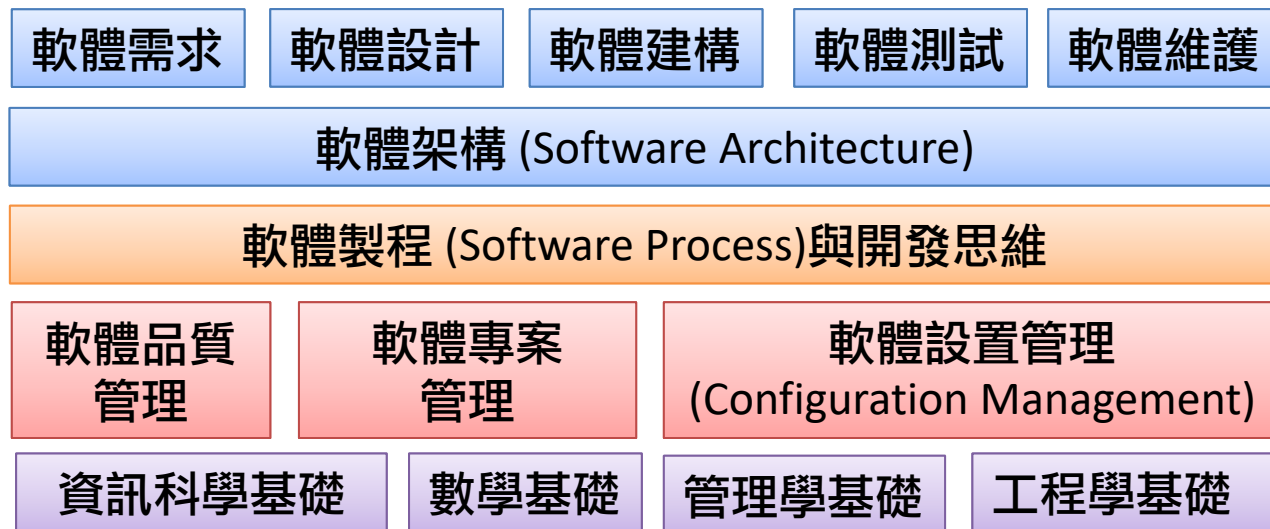 軟體需求 軟體設計 軟體建構 軟體測試 軟體維護
軟體架構 (Software Architecture)
軟體製程 (Software Process)與開發思維
軟體品質
管理
軟體專案
管理
軟體設置管理
(Configuration Management)
資訊科學基礎 數學基礎 管理學基礎 工程學基礎